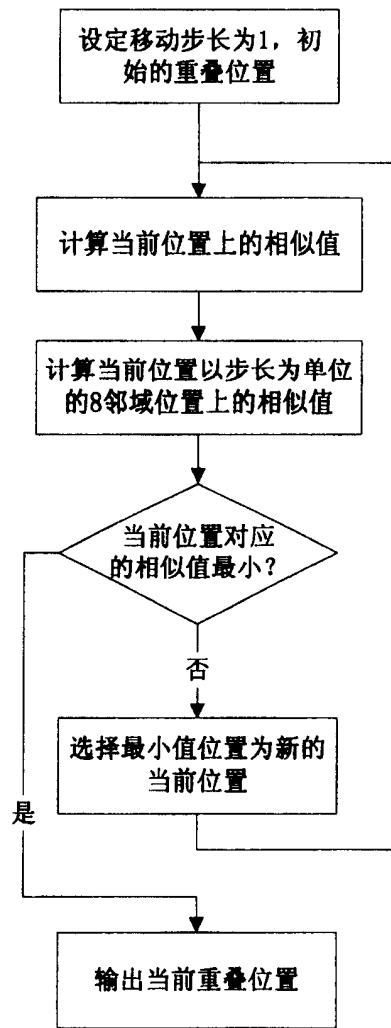 设定移动步长为1，初
始的重叠位置
计算当前位置上的相似值
计算当前位置以步长为单位
的8邻域位置上的相似值
当前位置对应
的相似值最小？
否
选择最小值位置为新的
当前位置
是
输出当前重叠位置